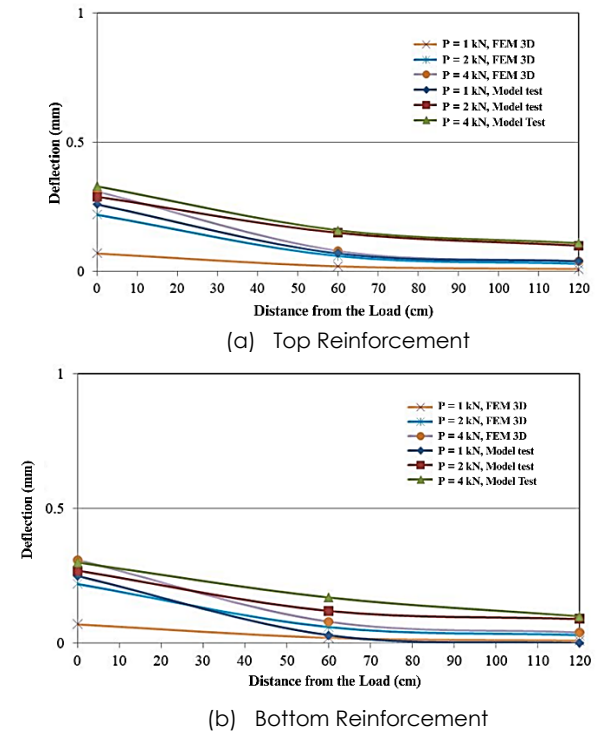 1
P = 1 kN, FEM 3D
P = 2 kN, FEM 3D
P = 4 kN, FEM 3D
P = 1 kN, Model test
P = 2 kN, Model test
P = 4 kN, Model Test
0.5
Deflection (mm)
0
0 10 20 30 40 50 60 70 80 90 100 110 120
Distance from the Load (cm)
(a) Top Reinforcement
1
P = 1 kN, FEM 3D
P = 2 kN, FEM 3D
P = 4 kN, FEM 3D
P = 1 kN, Model test
P = 2 kN, Model test
P = 4 kN, Model Test
0.5
Deflection (mm)
0
0 10 20 30 40 50 60 70 80 90 100 110 120
Distance from the Load (cm)
(b) Bottom Reinforcement